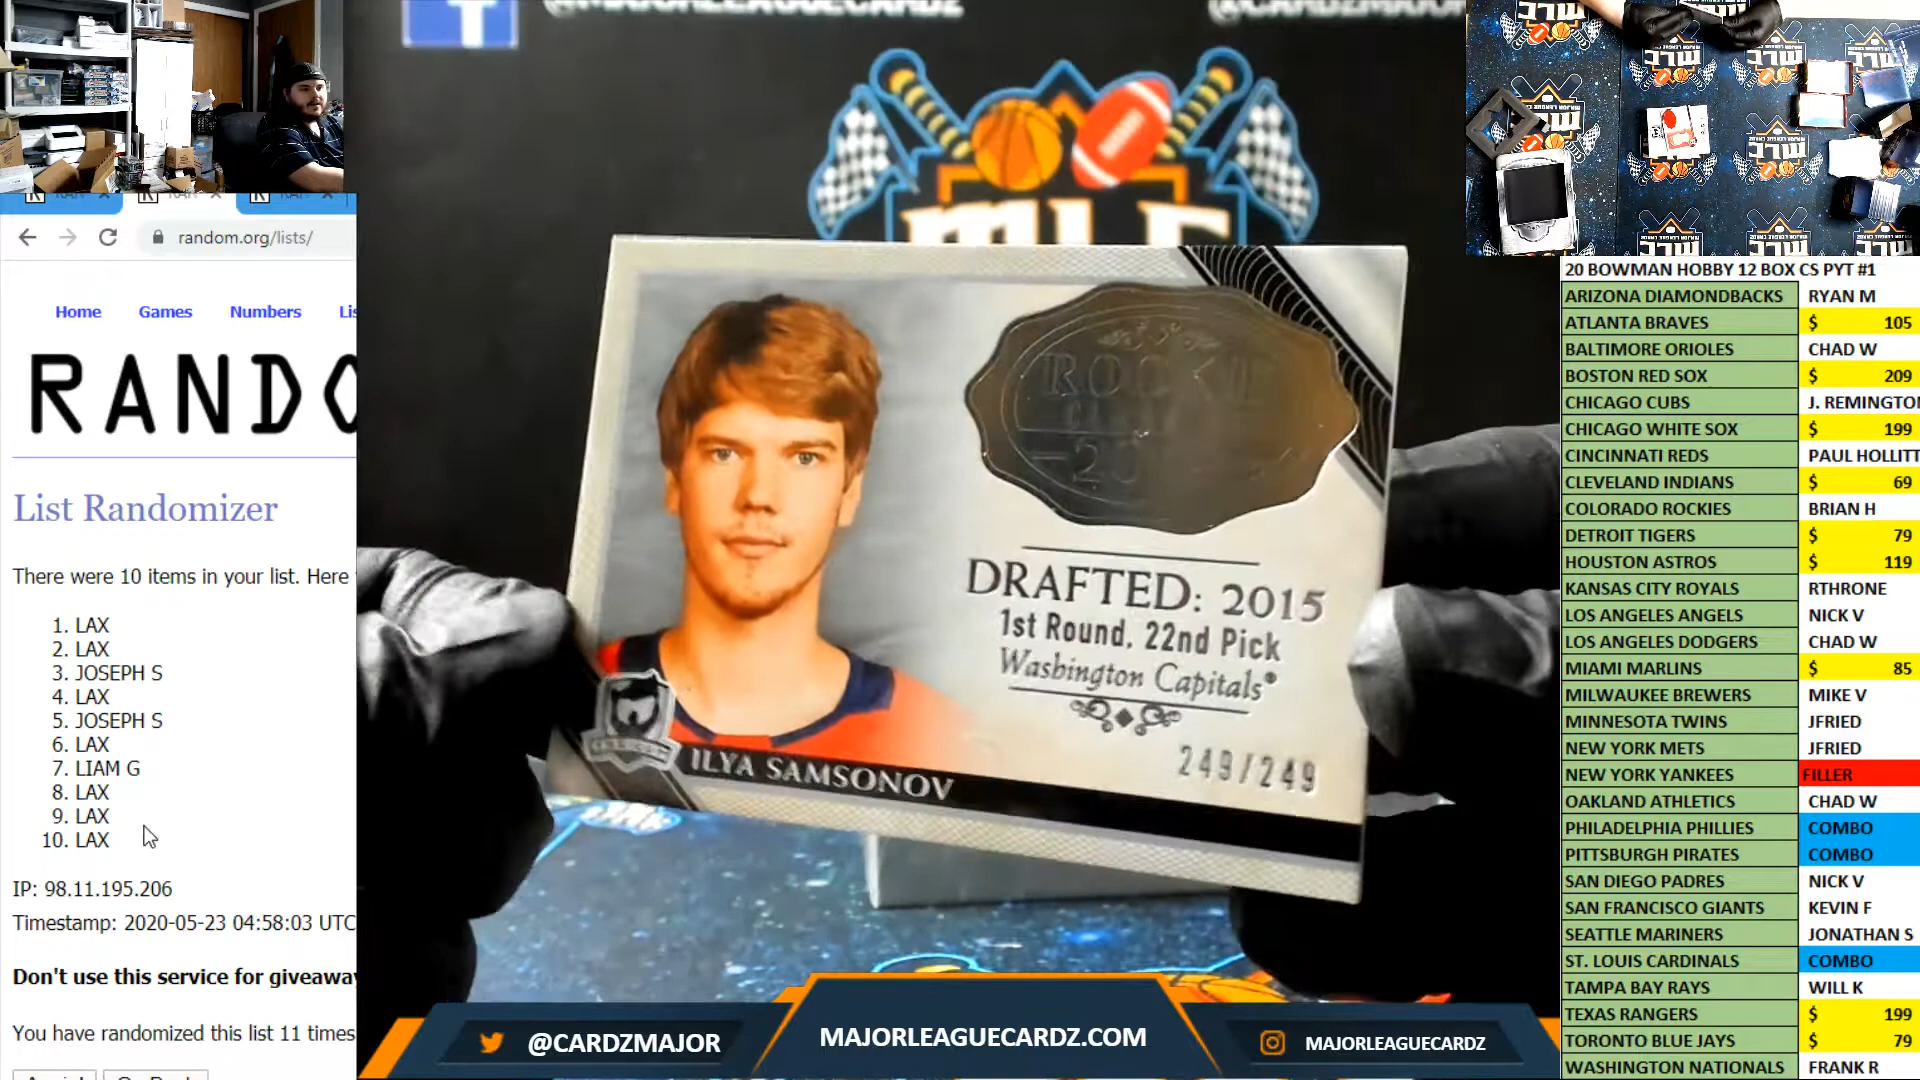 random.org/lists/
Home Games Numbers
List Randomizer
There were 10 items in your list. Here
1. LAX
2. LAX
3. JOSEPH S
4. LAX
5. JOSEPH S
6. LAX
7. LIAM G
8. LAX
9. LAX
10. LAX
IP: 98.11.195.206
Timestamp: 2020-05-23 04:58:03 UTC
Don't use this service for
You have randomized this list 11 times
DRAFTED: 2015
1st Round, 22nd Pick
Washington Capitals®
249/249
ILYA SAMSONOV
@CARDZMAJOR
MAJORLEAGUECARDZ.COM
MAJORLEAGUECARDZ
20 BOWMAN HOBBY 12 BOX CS PYT #1
ARIZONA DIAMONDBACKS RYAN M
ATLANTA BRAVES $ 105
BALTIMORE ORIOLES CHAD W
BOSTON RED SOX $ 209
CHICAGO CUBS J. REMINGTON
CHICAGO WHITE SOX $ 199
CINCINNATI REDS PAUL HOLLITT
CLEVELAND INDIANS $ 69
COLORADO ROCKIES BRIAN H
DETROIT TIGERS $ 79
HOUSTON ASTROS $ 119
KANSAS CITY ROYALS RTHRONE
LOS ANGELES ANGELS NICK V
LOS ANGELES DODGERS CHAD W
MIAMI MARLINS $ 85
MILWAUKEE BREWERS MIKE V
MINNESOTA TWINS JFRIED
NEW YORK METS JFRIED
NEW YORK YANKEES FILLER
OAKLAND ATHLETICS CHAD W
PHILADELPHIA PHILLIES COMBO
PITTSBURGH PIRATES COMBO
SAN DIEGO PADRES NICK V
SAN FRANCISCO GIANTS KEVIN F
SEATTLE MARINERS JONATHAN S
ST. LOUIS CARDINALS COMBO
TAMPA BAY RAYS WILL K
TEXAS RANGERS $ 199
TORONTO BLUE JAYS $ 79
WASHINGTON NATIONALS FRANK R